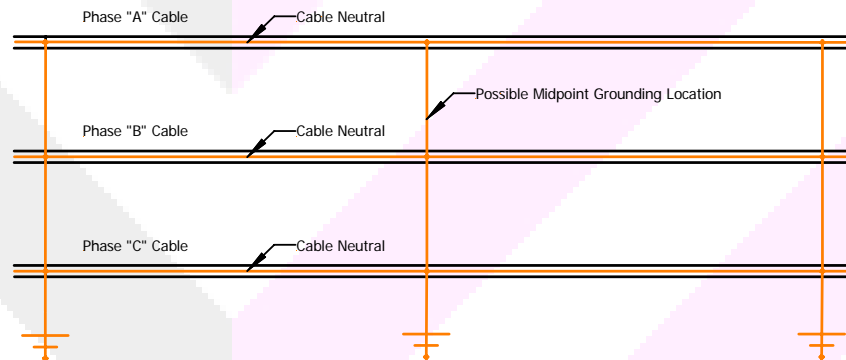 Phase "A" Cable Cable Neutral
Possible Midpoint Grounding Location
Phase "B" Cable Cable Neutral
Phase "C" Cable Cable Neutral